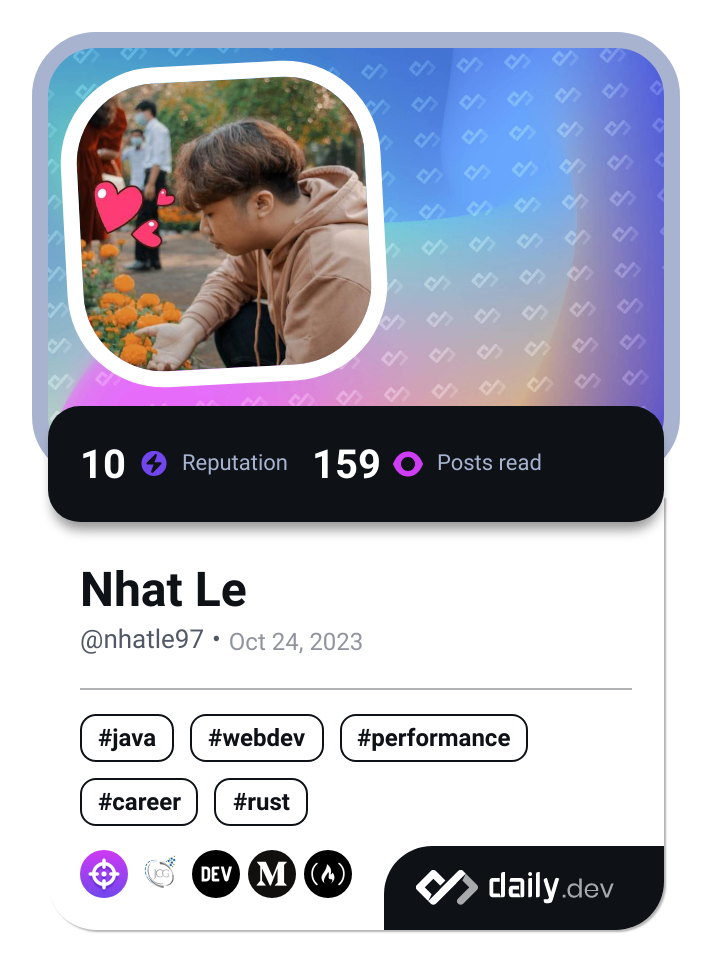 10 Reputation 159 Posts read
Nhat Le
@nhatle97 • Oct 24, 2023
#java #webdev #performance
#career #rust
JCG DEV M
daily.dev